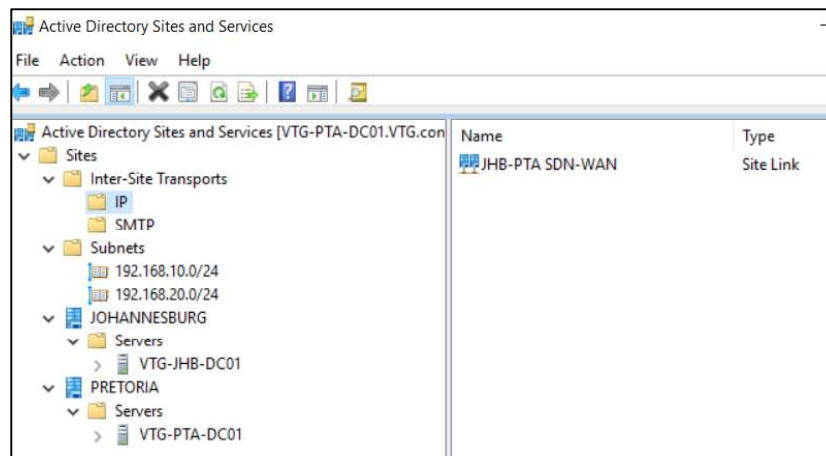 Active Directory Sites and Services
File Action View Help
Active Directory Sites and Services [VTG-PTA-DC01.VTG.con
Sites
Inter-Site Transports
IP
SMTP
Subnets
192.168.10.0/24
192.168.20.0/24
JOHANNESBURG
Servers
VTG-JHB-DC01
PRETORIA
Servers
VTG-PTA-DC01
Name Type
JHB-PTA SDN-WAN Site Link